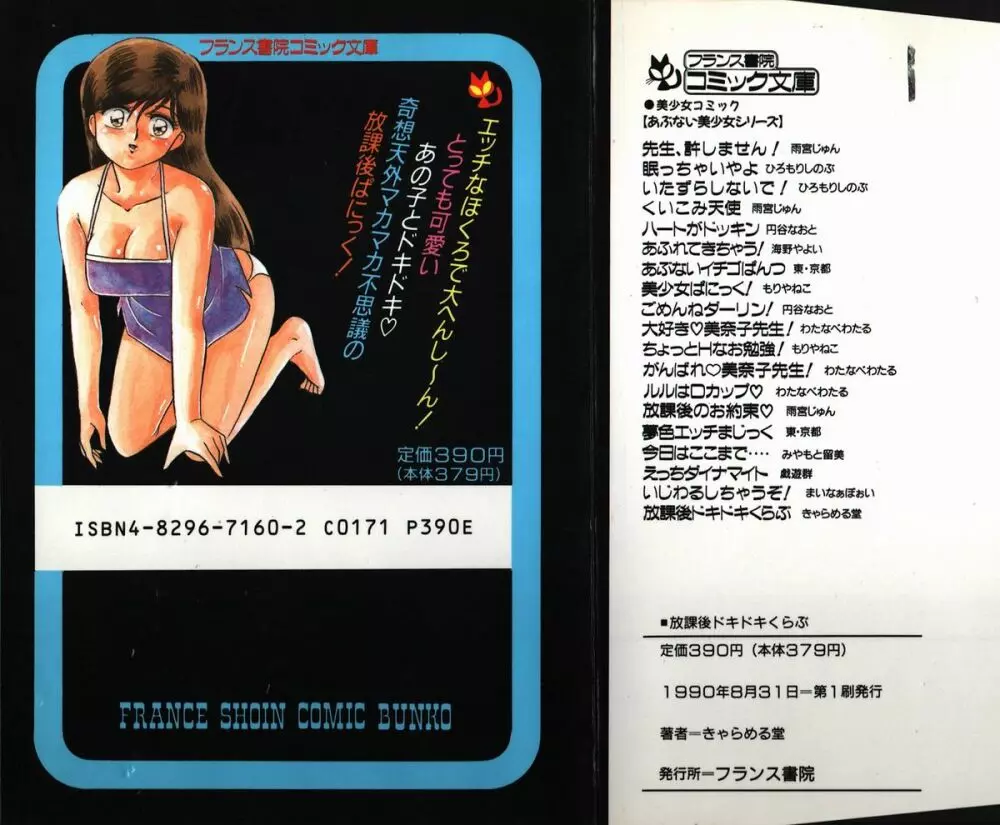 フランス書院コミック文庫
エッチなほくろで大へんし〜ん!
とっても可愛い
あの子とドキドキ♡
奇想天外マカマカ不思議の
放課後ぱにっく!
定価390円
(本体379円)
ISBN4-8296-7160-2 C0171 P390E
FRANCE SHOIN COMIC BUNKO
フランス書院
コミック文庫
●美少女コミック
【あぶない美少女シリーズ】
先生、許しません! 雨宮じゅん
眠っちゃいやよ ひろもりしのぶ
いたずらしないで! ひろもりしのぶ
くいこみ天使 雨宮じゅん
ハートがドッキン 円谷なおと
あふれてきちゃう! 海野やよい
あぶないイチゴぱんつ 東・京都
美少女ぱにっく! もりやねこ
ごめんねダーリン! 円谷なおと
大好き♡美奈子先生! わたなべわたる
ちょっとHなお勉強! もりやねこ
がんばれ♡美奈子先生! わたなべわたる
ルルはDカップ♡ わたなべわたる
放課後のお約束♡ 雨宮じゅん
夢色エッチまじっく 東・京都
今日はここまで‥‥ みやもと留美
えっちダイナマイト 戯遊群
いじわるしちゃうぞ! まいなぁぼぉい
放課後ドキドキくらぶ きゃらめる堂
■放課後ドキドキくらぶ
定価390円(本体379円)
1990年8月31日=第1刷発行
著者=きゃらめる堂
発行所=フランス書院